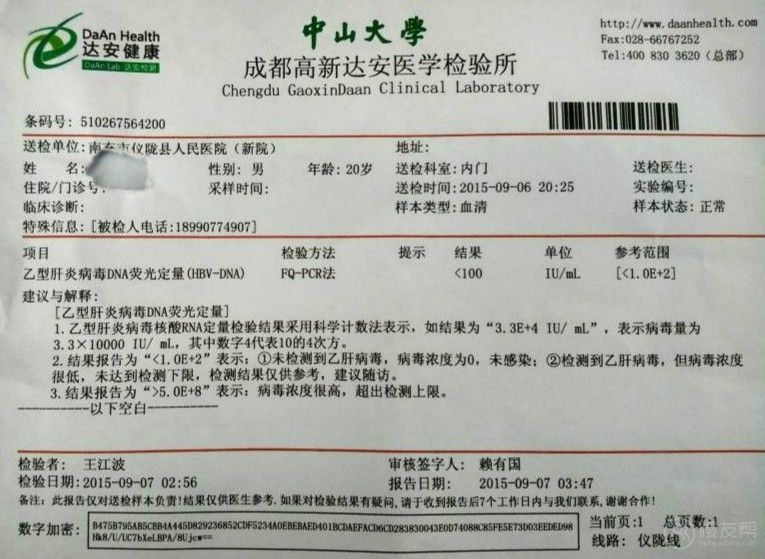 DaAn Health
达安健康
DaAn Lab 达安检测
中山大學
成都高新达安医学检验所
Chengdu GaoxinDaan Clinical Laboratory
http://www.daanhealth.com
Fax:028-66767252
Tel:400 830 3620（总部）
条码号: 510267564200
送检单位:南充市仪陇县人民医院（新院） 地址:
姓 名: 性别: 男 年龄: 20岁 送检科室:内门 送检医生:
住院/门诊号 采样时间: 送检时间:2015-09-06 20:25 实验编号:
临床诊断: 样本类型:血清 样本状态: 正常
特殊信息:[被检人电话:18990774907]
项目 检验方法 提示 结果 单位 参考范围
乙型肝炎病毒DNA荧光定量(HBV-DNA) FQ-PCR法 <100 IU/mL [<1.0E+2]
建议与解释:
[乙型肝炎病毒DNA荧光定量]
1.乙型肝炎病毒核酸RNA定量检验结果采用科学计数法表示，如结果为“3.3E+4 IU/ mL”，表示病毒量为
3.3×10000 IU/ mL，其中数字4代表10的4次方。
2.结果报告为“<1.0E+2”表示：①未检测到乙肝病毒，病毒浓度为0，未感染；②检测到乙肝病毒，但病毒浓度
很低，未达到检测下限，检测结果仅供参考，建议随访。
3.结果报告为“>5.0E+8”表示：病毒浓度很高，超出检测上限。
----------以下空白----------
检验者: 王江波 审核签字人: 赖有国
检验日期:2015-09-07 02:56 报告日期: 2015-09-07 03:47
备注: 此报告仅对送检样本负责!结果仅供医生参考.如果对检验结果有疑问,请于收到报告后7个工作日内与我们联系,谢谢合作!
数字加密: B475B795AB5CBB4A445D829236852CDF5234A0EBEBAED401BCDAEFACD6CD283830043E0D74088C85FE5E73D03EEDED98
Hk8/U/UC7bXeLBPA/8Ujcw==
当前页:1 总页数:1
线路: 仪陇线